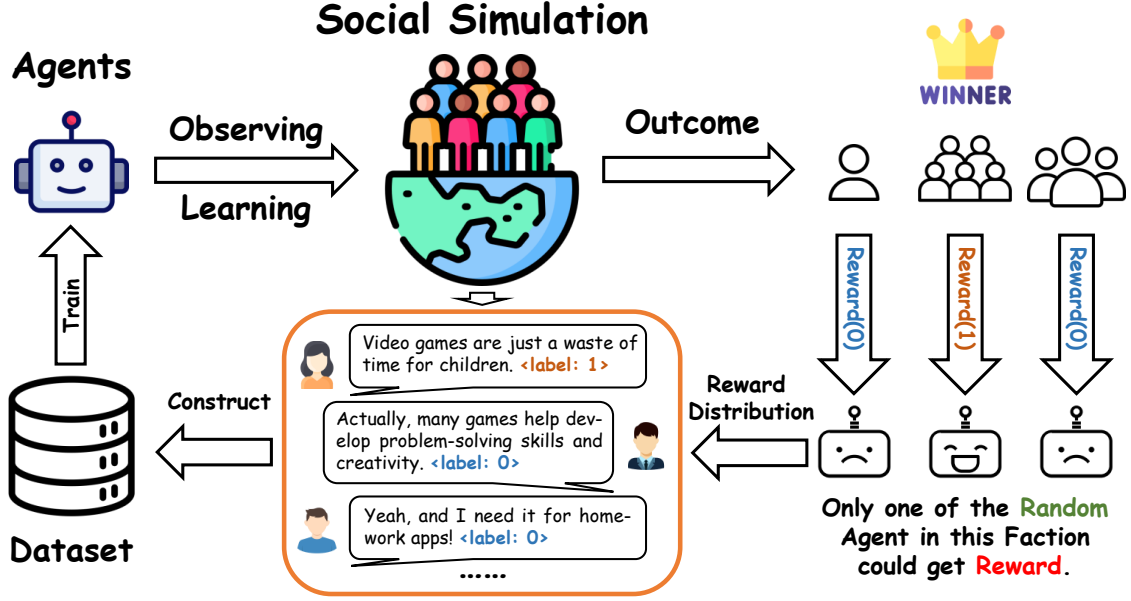 Social Simulation
Agents
Observing
Learning
Outcome
WINNER
Reward(0)
Reward(1)
Reward(0)
Train
Video games are just a waste of
time for children. <label: 1>
Actually, many games help dev-
elop problem-solving skills and
creativity. <label: 0>
Yeah, and I need it for home-
work apps! <label: 0>
......
Construct
Reward
Distribution
Dataset
Only one of the Random
Agent in this Faction
could get Reward.